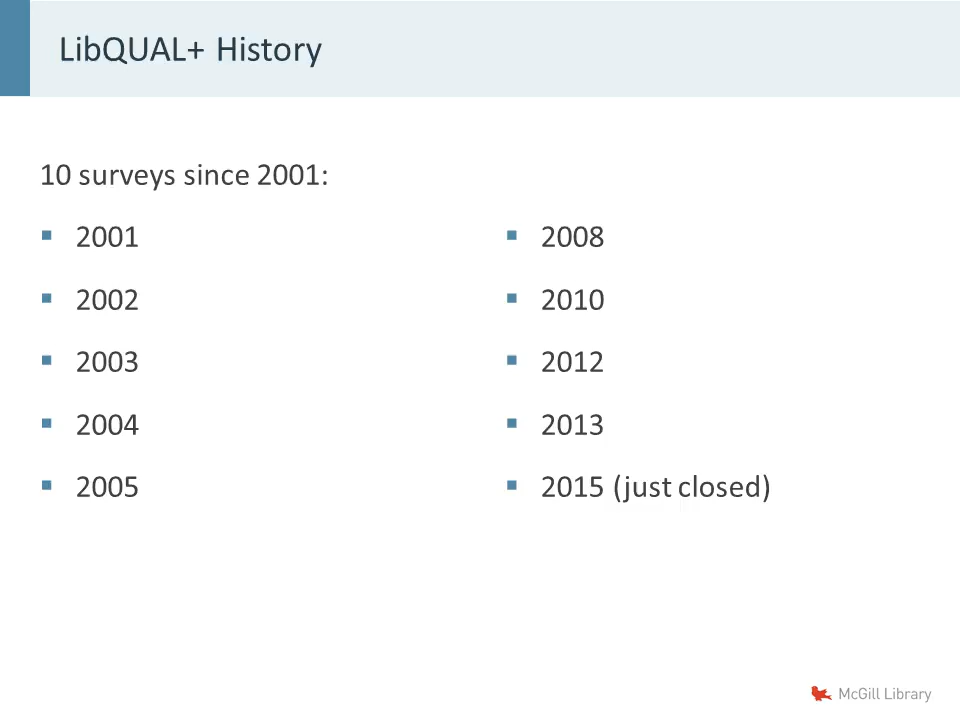 LibQUAL+ History
10 surveys since 2001:
2001
2002
2003
2004
2005
2008
2010
2012
2013
2015 (just closed)
McGill Library